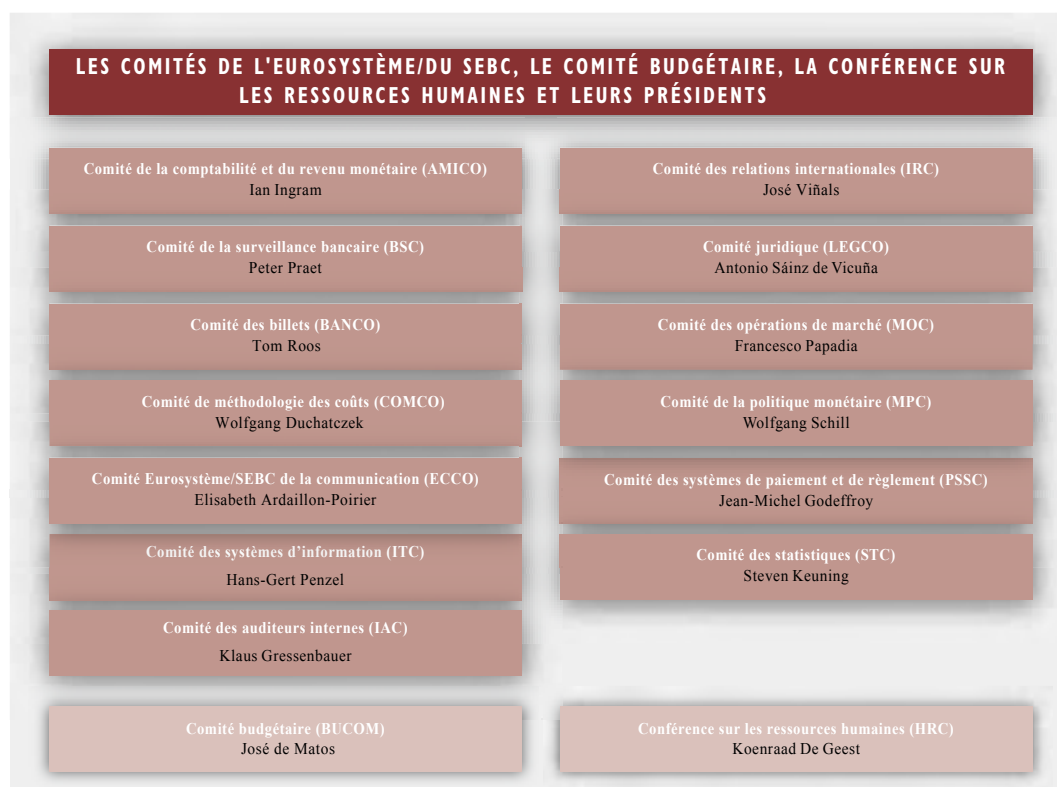 LES COMITÉS DE L'EUROSYSTÈME/DU SEBC, LE COMITÉ BUDGÉTAIRE, LA CONFÉRENCE SUR
LES RESSOURCES HUMAINES ET LEURS PRÉSIDENTS
Comité de la comptabilité et du revenu monétaire (AMICO)
Ian Ingram
Comité de la surveillance bancaire (BSC)
Peter Praet
Comité des billets (BANCO)
Tom Roos
Comité de méthodologie des coûts (COMCO)
Wolfgang Duchatczek
Comité Eurosystème/SEBC de la communication (ECCO)
Elisabeth Ardaillon-Poirier
Comité des systèmes d’information (ITC)
Hans-Gert Penzel
Comité des auditeurs internes (IAC)
Klaus Gressenbauer
Comité des relations internationales (IRC)
José Viñals
Comité juridique (LEGCO)
Antonio Sáinz de Vicuña
Comité des opérations de marché (MOC)
Francesco Papadia
Comité de la politique monétaire (MPC)
Wolfgang Schill
Comité des systèmes de paiement et de règlement (PSSC)
Jean-Michel Godeffroy
Comité des statistiques (STC)
Steven Keuning
Comité budgétaire (BUCOM)
José de Matos
Conférence sur les ressources humaines (HRC)
Koenraad De Geest